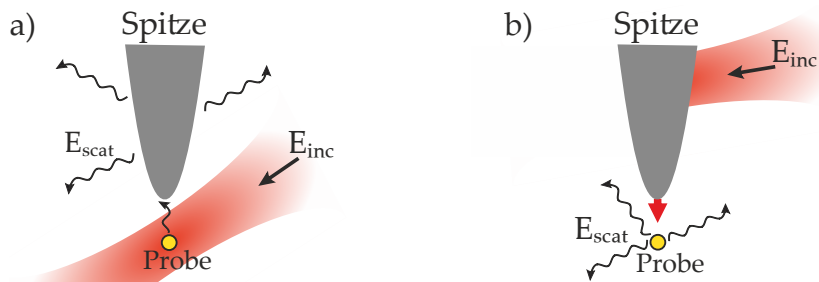 a)
Spitze
E_scat
E_inc
Probe
b)
Spitze
E_inc
E_scat
Probe